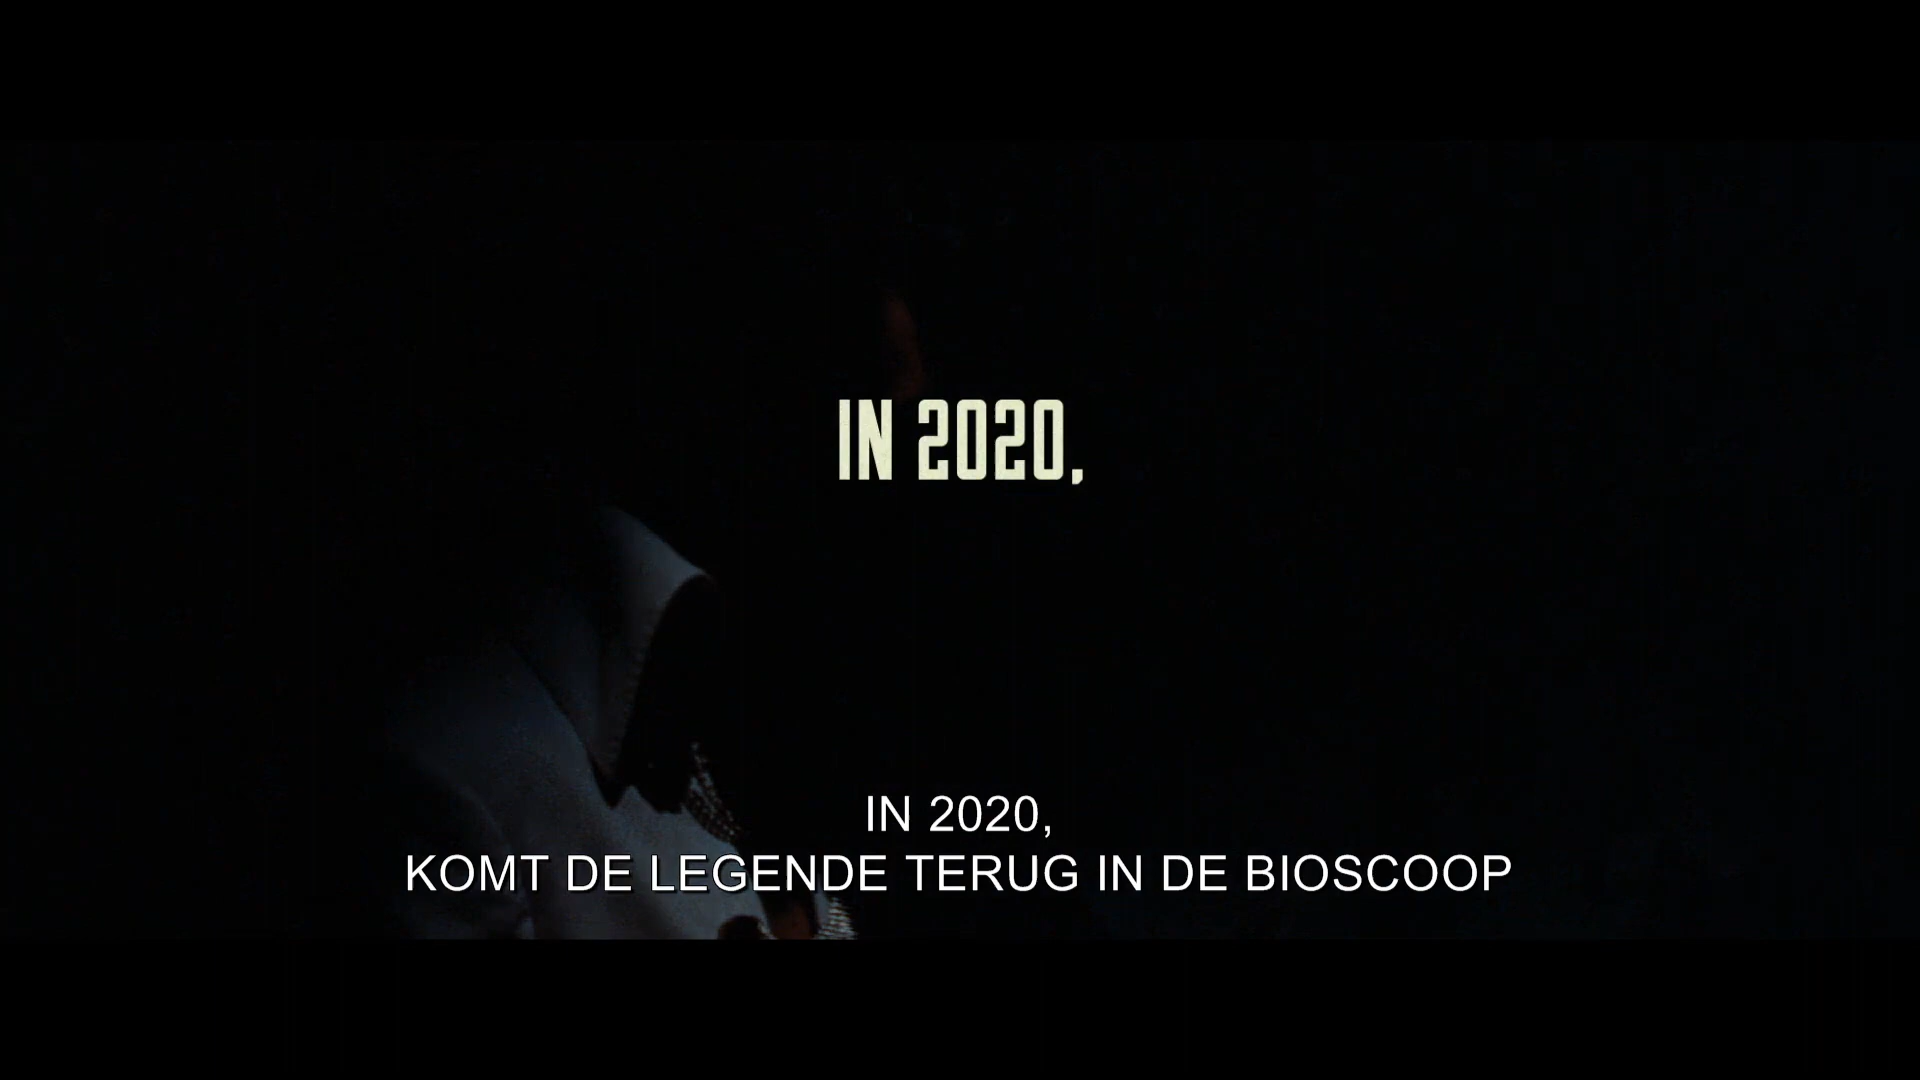 IN 2020,
IN 2020,
KOMT DE LEGENDE TERUG IN DE BIOSCOOP